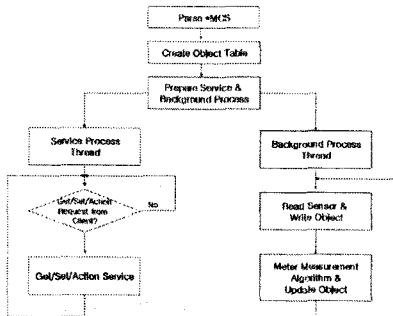 Parse *MCS
Create Object Table
Prepare Service &
Background Process
Service Process
Thread
Background Process
Thread
Get/Set/Action
Request from
Client?
No
Read Sensor &
Write Object
Get/Set/Action Service
Meter Measurement
Algorithm &
Update Object